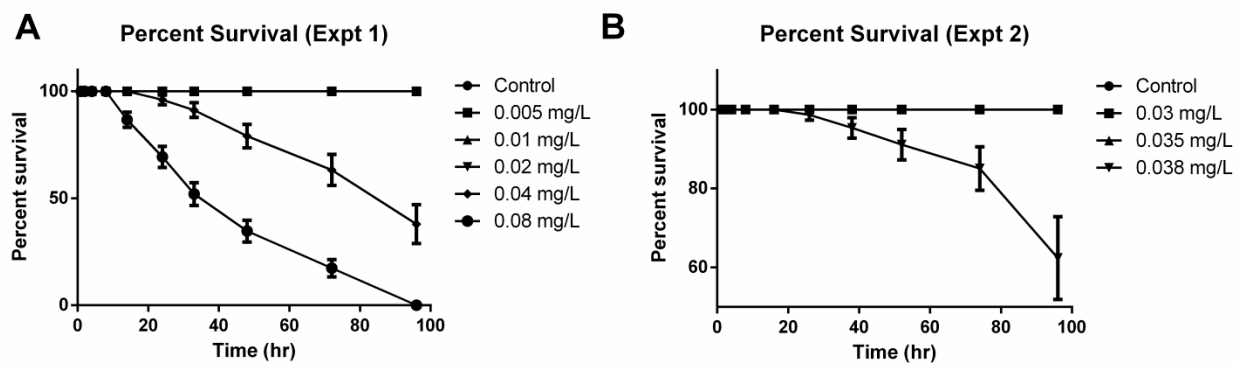 A
Percent Survival (Expt 1)
Percent survival
100
50
0
0 20 40 60 80 100
Time (hr)
Control
0.005 mg/L
0.01 mg/L
0.02 mg/L
0.04 mg/L
0.08 mg/L
B
Percent Survival (Expt 2)
Percent survival
100
80
60
0 20 40 60 80 100
Time (hr)
Control
0.03 mg/L
0.035 mg/L
0.038 mg/L